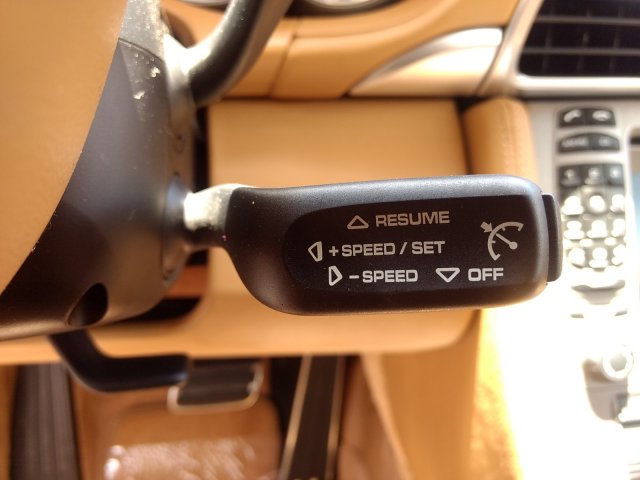 RESUME
+SPEED / SET
-SPEED OFF